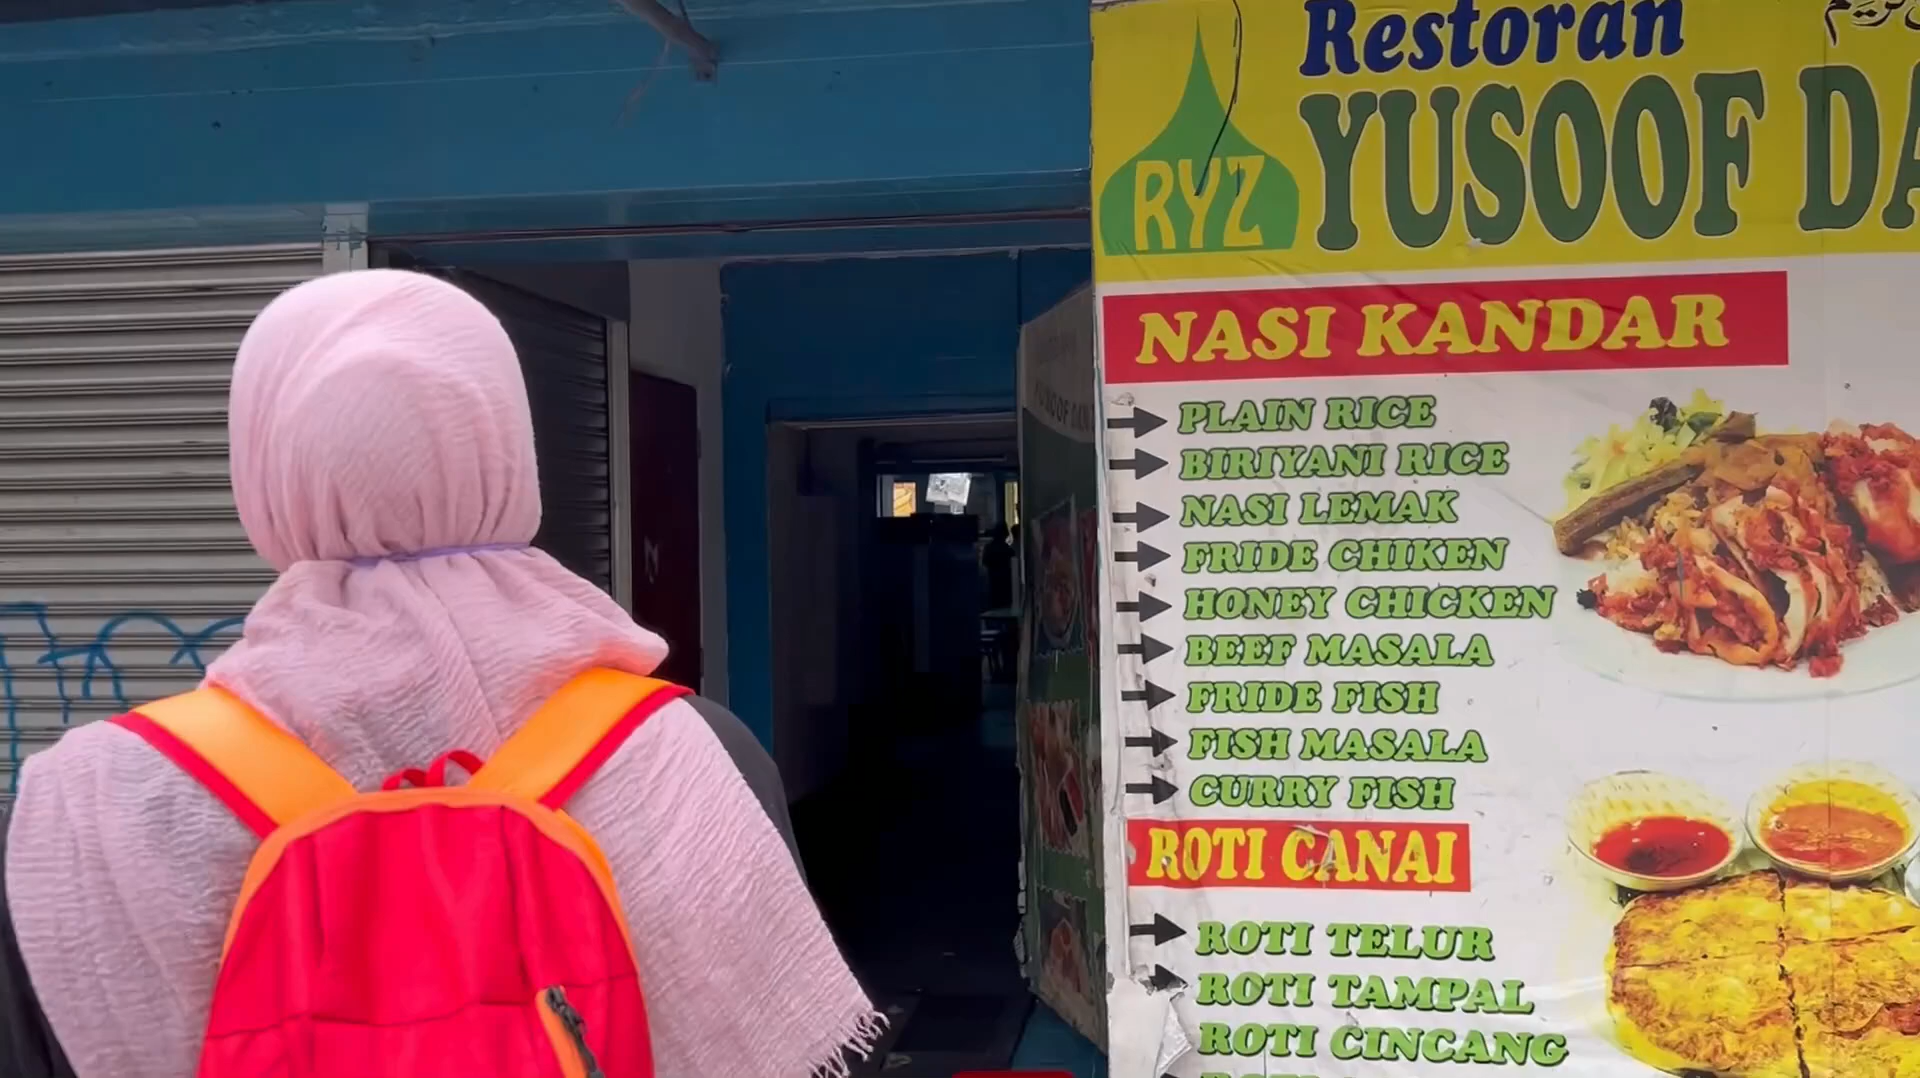 Restoran
YUSOOF DA
RYZ
NASI KANDAR
PLAIN RICE
BIRIYANI RICE
NASI LEMAK
FRIDE CHIKEN
HONEY CHICKEN
BEEF MASALA
FRIDE FISH
FISH MASALA
CURRY FISH
ROTI CANAI
ROTI TELUR
ROTI TAMPAL
ROTI CINCANG